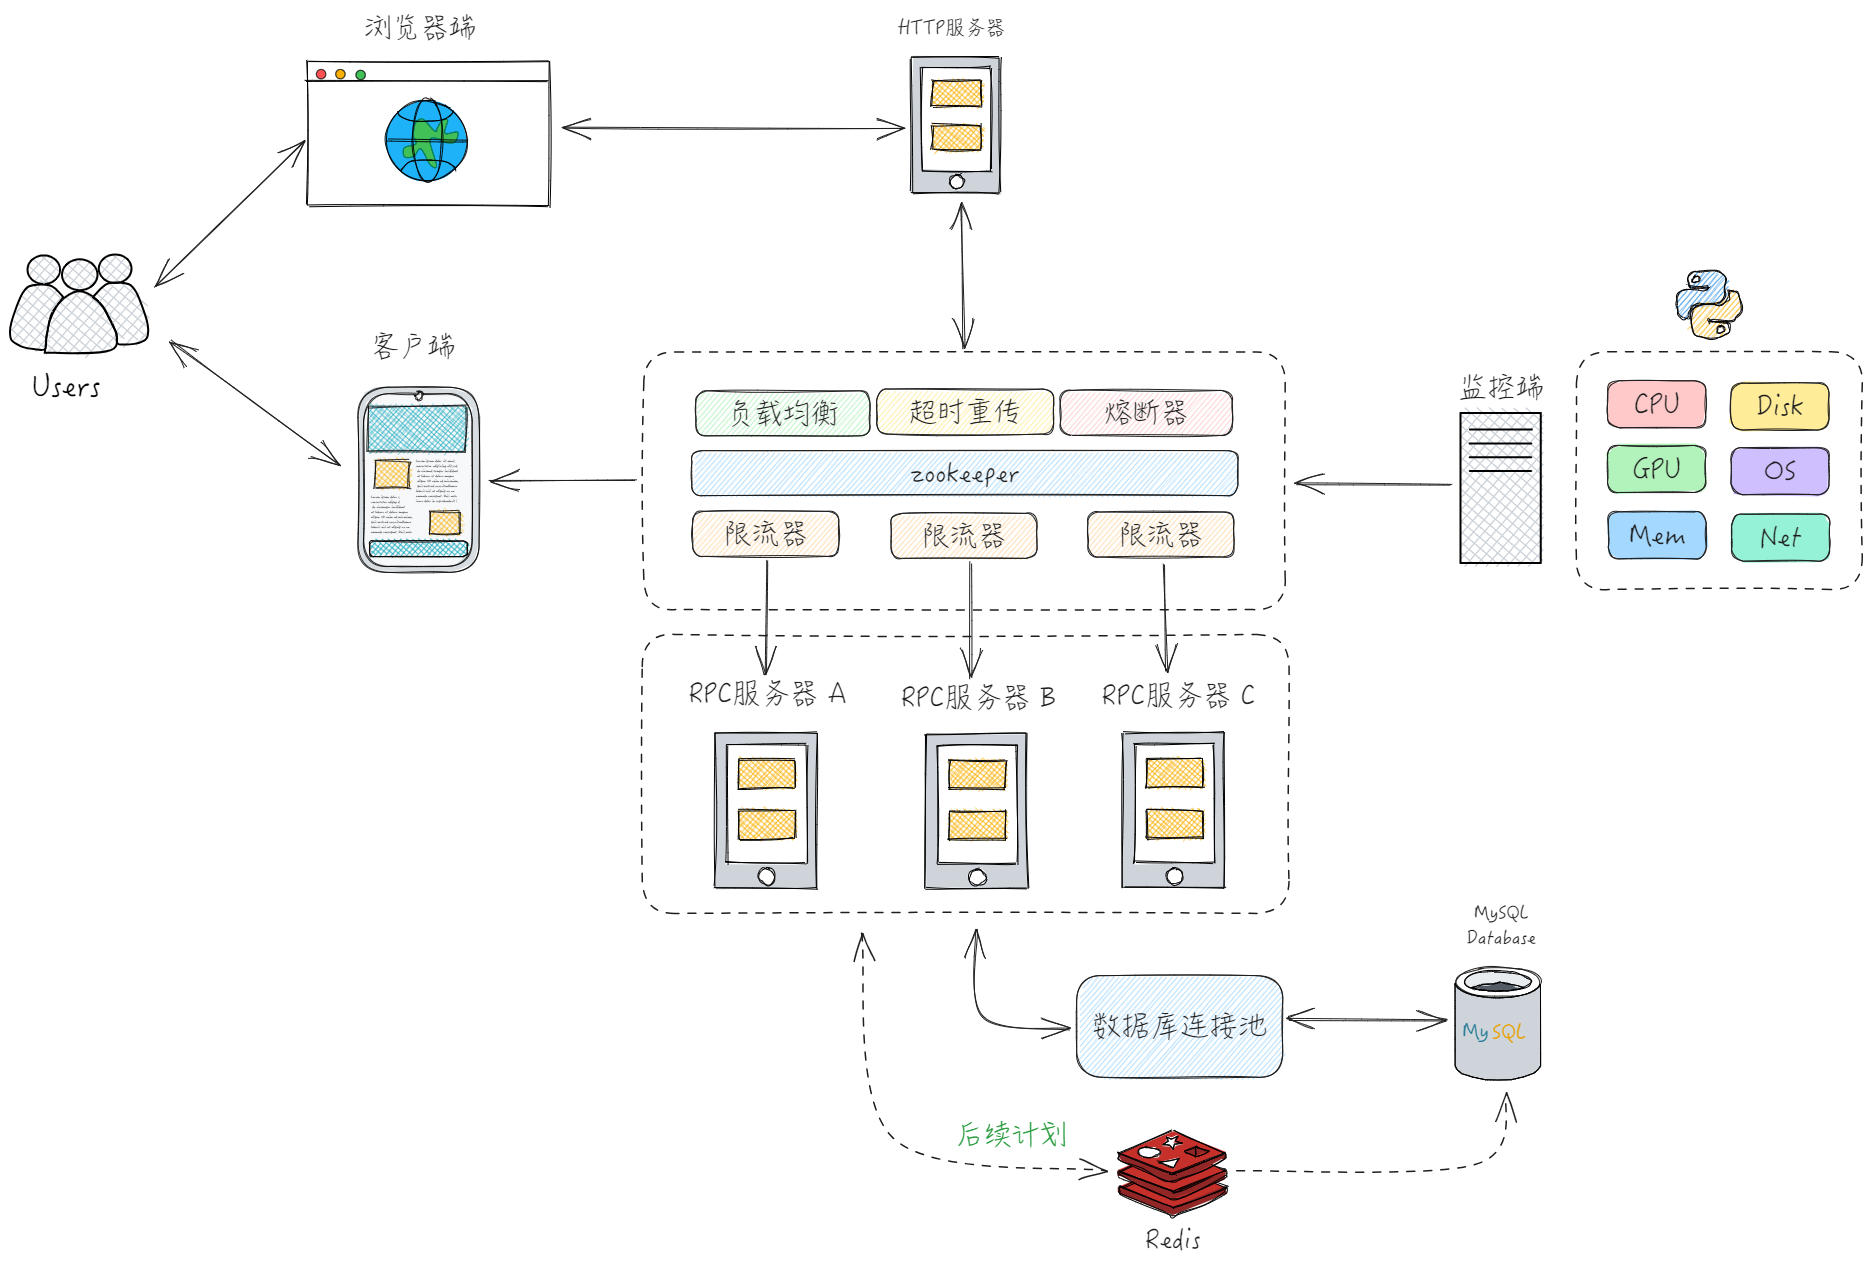 浏览器端
HTTP服务器
Users
客户端
负载均衡
超时重传
熔断器
zookeeper
限流器
限流器
限流器
监控端
CPU
Disk
GPU
OS
Mem
Net
RPC服务器 A
RPC服务器 B
RPC服务器 C
MySQL
Database
数据库连接池
MySQL
后续计划
Redis